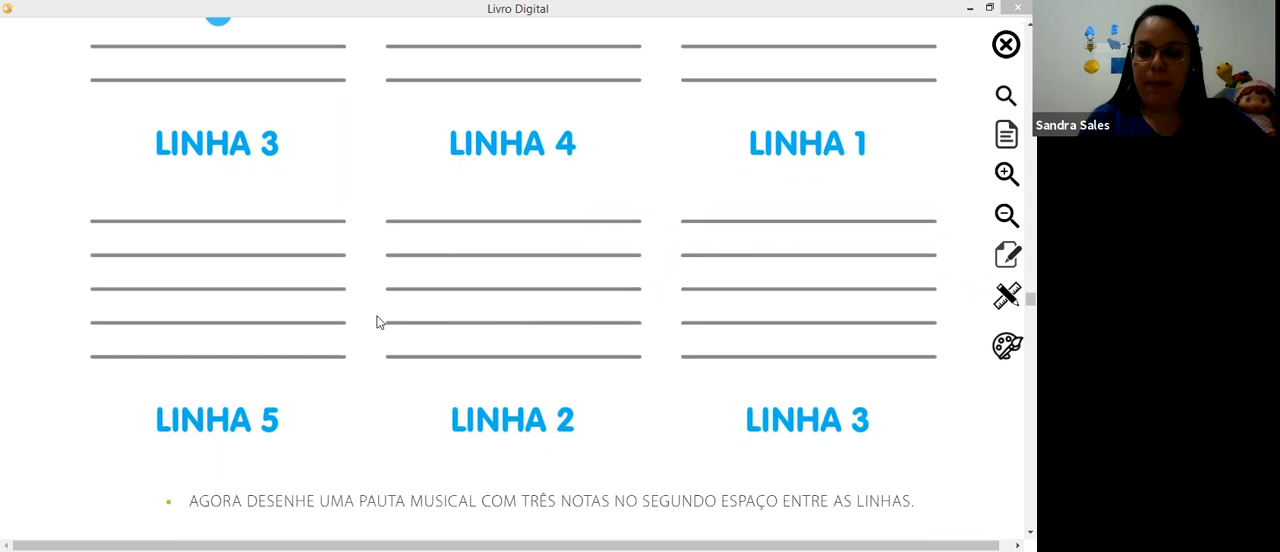 Livro Digital
Sandra Sales
LINHA 3
LINHA 4
LINHA 1
LINHA 5
LINHA 2
LINHA 3
• AGORA DESENHE UMA PAUTA MUSICAL COM TRÊS NOTAS NO SEGUNDO ESPAÇO ENTRE AS LINHAS.